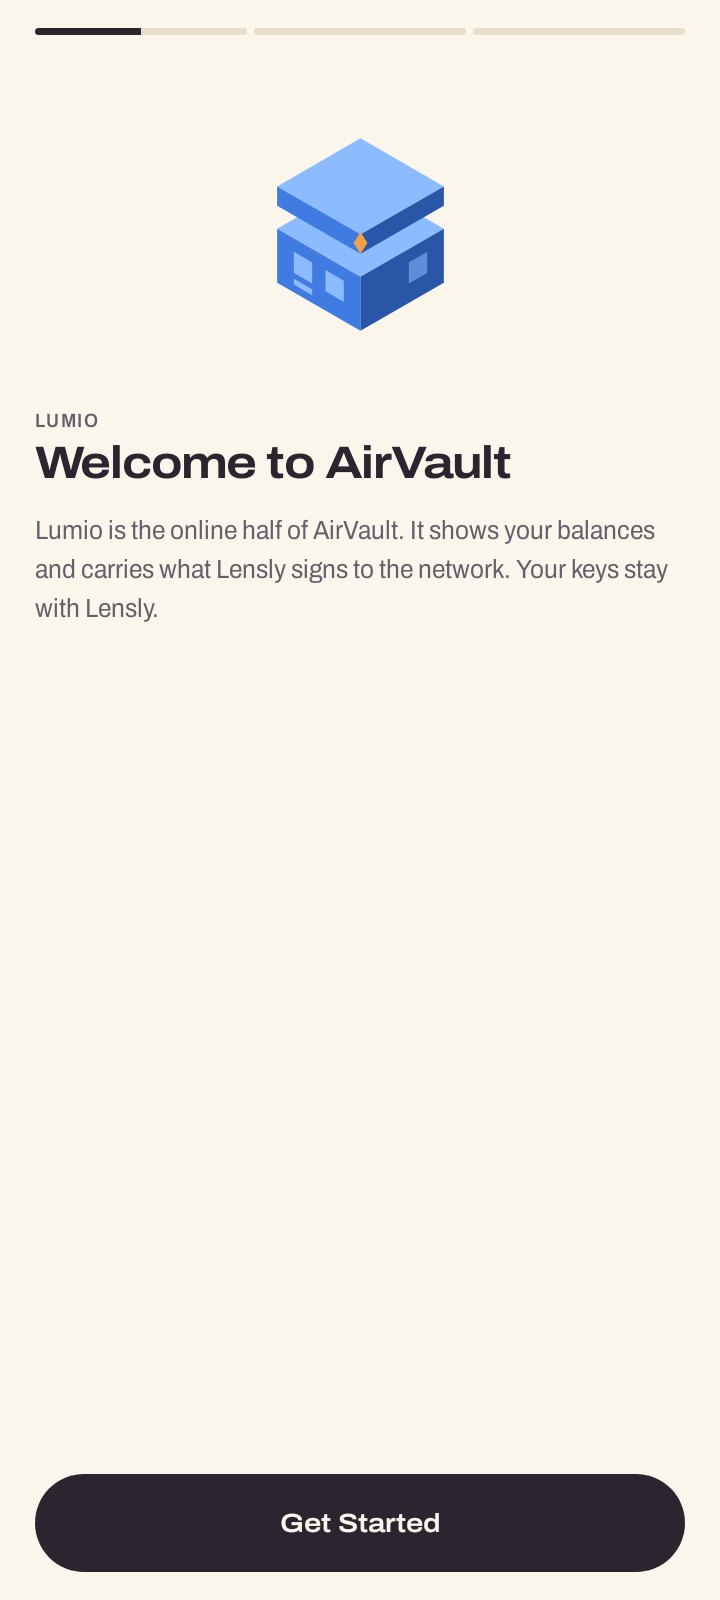 LUMIO
Welcome to AirVault
Lumio is the online half of AirVault. It shows your balances
and carries what Lensly signs to the network. Your keys stay
with Lensly.
Get Started